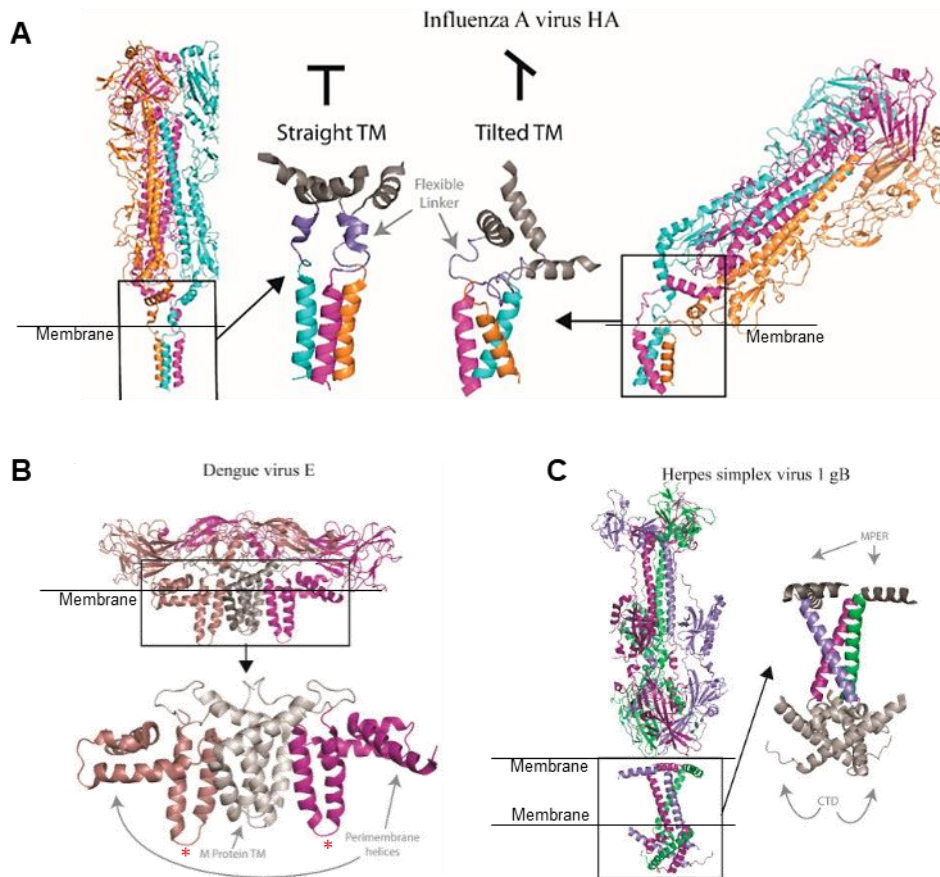 Influenza A virus HA
A
Straight TM
Tilted TM
Flexible
Linker
Membrane
Membrane
B
Dengue virus E
Membrane
*
*
M Protein TM
Perimembrane
helices
C
Herpes simplex virus 1 gB
MPER
Membrane
Membrane
CTD